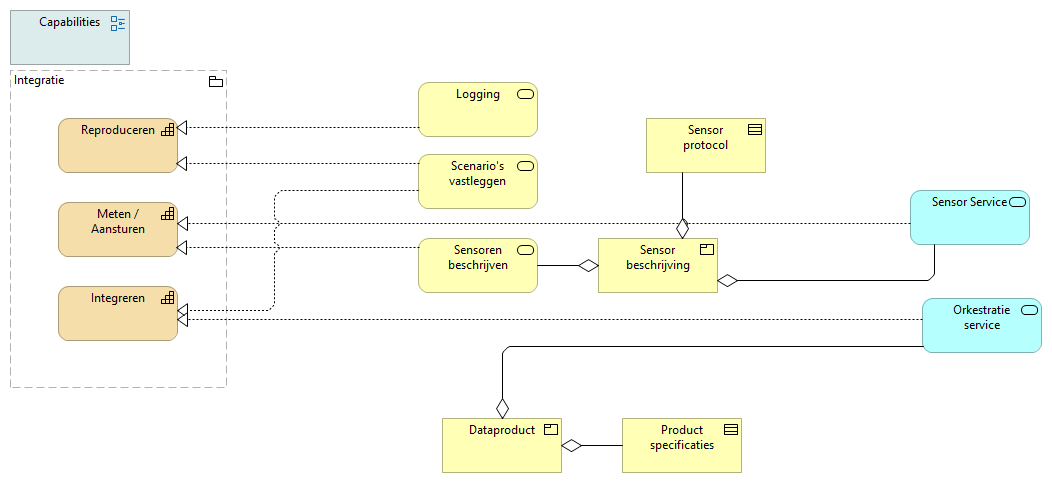 Capabilities
Integratie
Reproduceren
Meten /
Aansturen
Integreren
Logging
Scenario's
vastleggen
Sensoren
beschrijven
Sensor
protocol
Sensor
beschrijving
Sensor Service
Orkestratie
service
Dataproduct
Product
specificaties